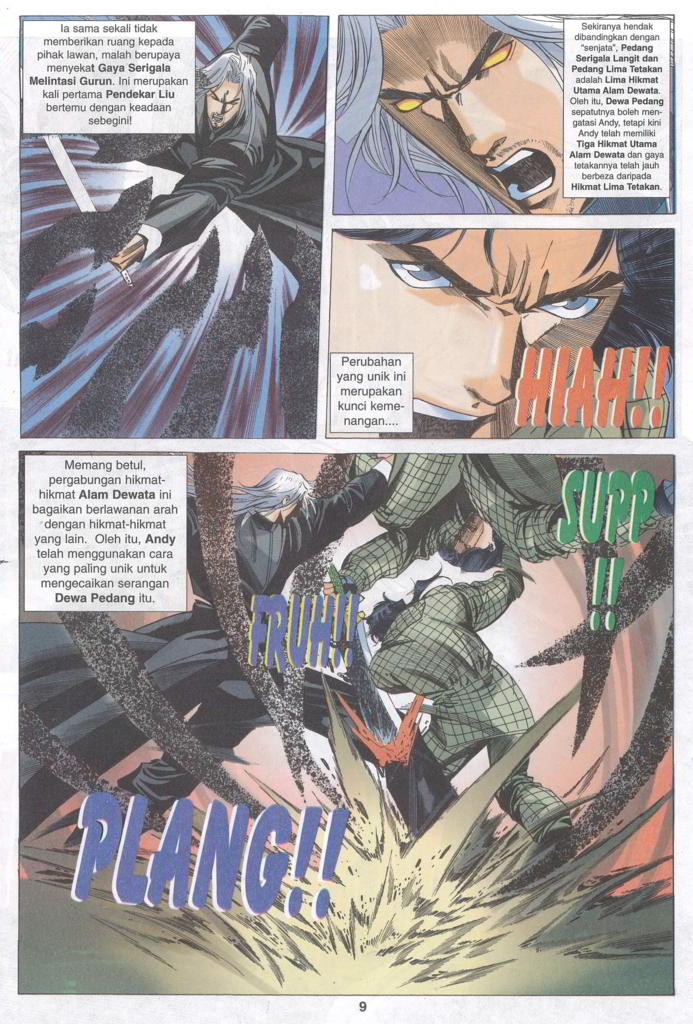 Ia sama sekali tidak
memberikan ruang kepada
pihak lawan, malah berupaya
menyekat Gaya Serigala
Melintasi Gurun. Ini merupakan
kali pertama Pendekar Liu
bertemu dengan keadaan
sebegini!
Sekiranya hendak
dibandingkan dengan
“senjata”, Pedang
Serigala Langit dan
Pedang Lima Tetakan
adalah Lima Hikmat
Utama Alam Dewata.
Oleh itu, Dewa Pedang
sepatutnya boleh men-
gatasi Andy, tetapi kini
Andy telah memiliki
Tiga Hikmat Utama
Alam Dewata dan gaya
tetakannya telah jauh
berbeza daripada
Hikmat Lima Tetakan.
Perubahan
yang unik ini
merupakan
kunci keme-
nangan....
HIAH!!
Memang betul,
pergabungan hikmat-
hikmat Alam Dewata ini
bagaikan berlawanan arah
dengan hikmat-hikmat
yang lain. Oleh itu, Andy
telah menggunakan cara
yang paling unik untuk
mengecaikan serangan
Dewa Pedang itu.
SUPP
!!
FRUH!!
PLANG!!
9